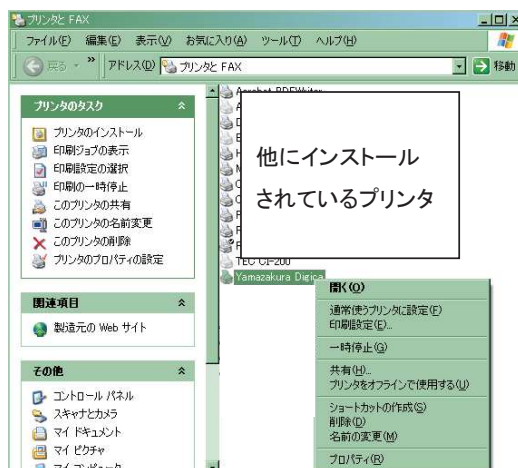 プリンタと FAX
ファイル(F) 編集(E) 表示(V) お気に入り(A) ツール(T) ヘルプ(H)
戻る » アドレス(D) プリンタと FAX 移動
プリンタのタスク
プリンタのインストール
印刷ジョブの表示
印刷設定の選択
印刷の一時停止
このプリンタの共有
このプリンタの名前変更
このプリンタの削除
プリンタのプロパティの設定
関連項目
製造元の Web サイト
その他
コントロール パネル
スキャナとカメラ
マイ ドキュメント
マイ ピクチャ
マイ コンピュータ
Acrobat PDFWriter
他にインストール
されているプリンタ
TEC CI-200
Yamazakura Digica
開く(O)
通常使うプリンタに設定(F)
印刷設定(E)...
一時停止(G)
共有(H)...
プリンタをオフラインで使用する(U)
ショートカットの作成(S)
削除(D)
名前の変更(M)
プロパティ(R)